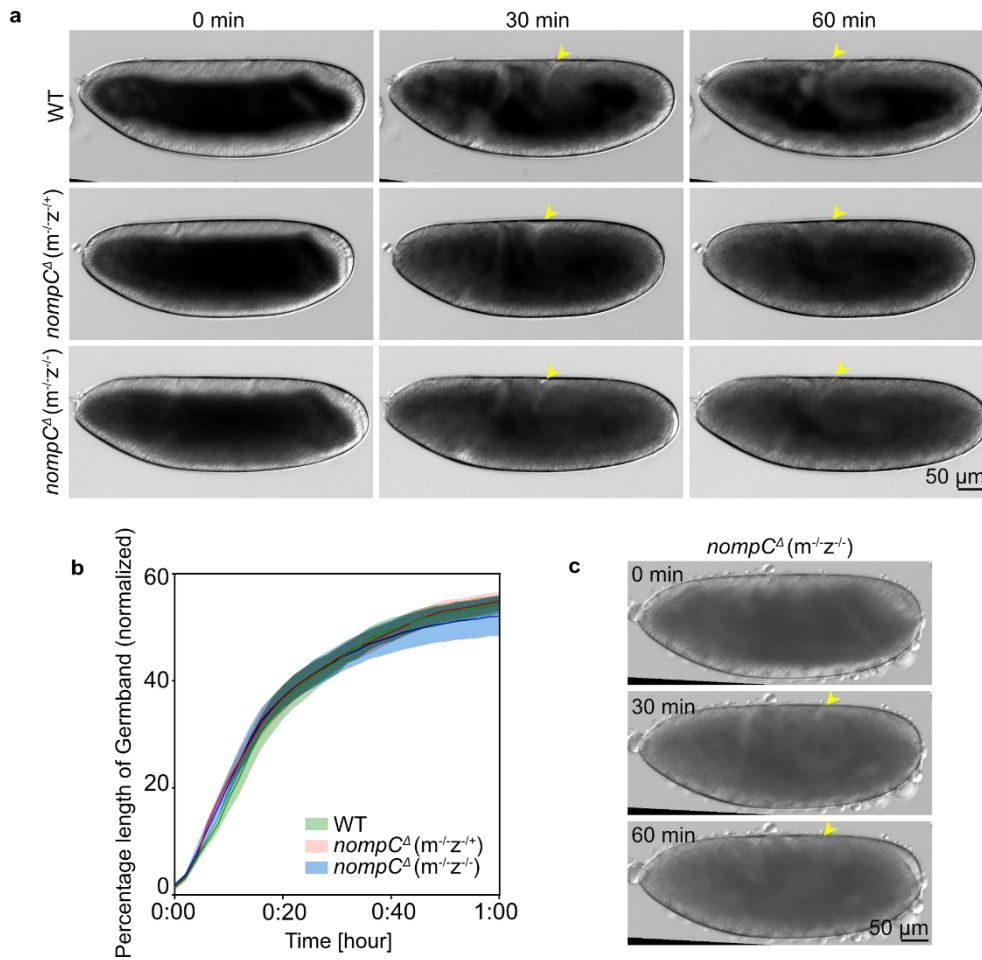 a
0 min 30 min 60 min
WT
nompCΔ (m-/-z-/+)
nompCΔ (m-/-z-/-)
50 µm
b
Percentage length of Germband (normalized)
60
40
20
0
0:00 0:20 0:40 1:00
Time [hour]
WT
nompCΔ (m-/-z-/+)
nompCΔ (m-/-z-/-)
c
nompCΔ (m-/-z-/-)
0 min
30 min
60 min
50 µm